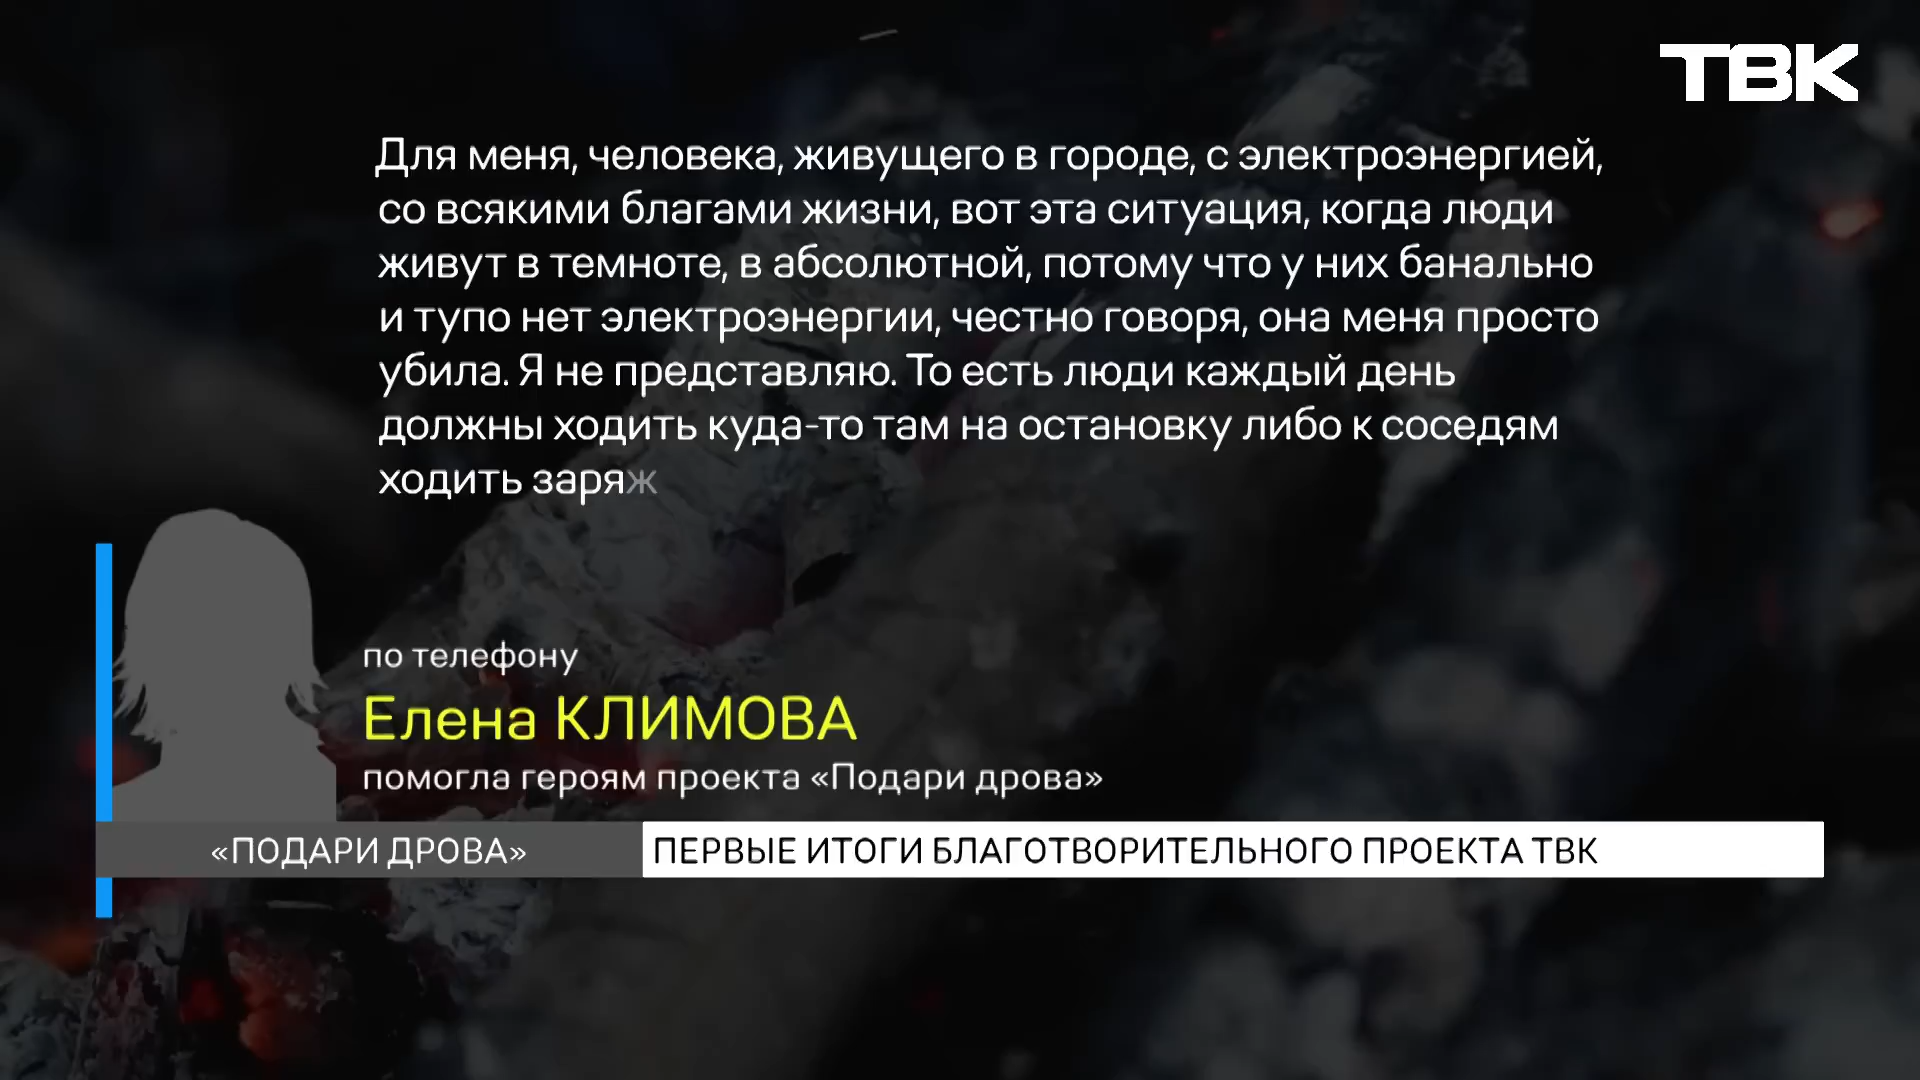 ТВК
Для меня, человека, живущего в городе, с электроэнергией,
со всякими благами жизни, вот эта ситуация, когда люди
живут в темноте, в абсолютной, потому что у них банально
и тупо нет электроэнергии, честно говоря, она меня просто
убила. Я не представляю. То есть люди каждый день
должны ходить куда-то там на остановку либо к соседям
ходить заряж
по телефону
Елена КЛИМОВА
помогла героям проекта «Подари дрова»
«ПОДАРИ ДРОВА»
ПЕРВЫЕ ИТОГИ БЛАГОТВОРИТЕЛЬНОГО ПРОЕКТА ТВК